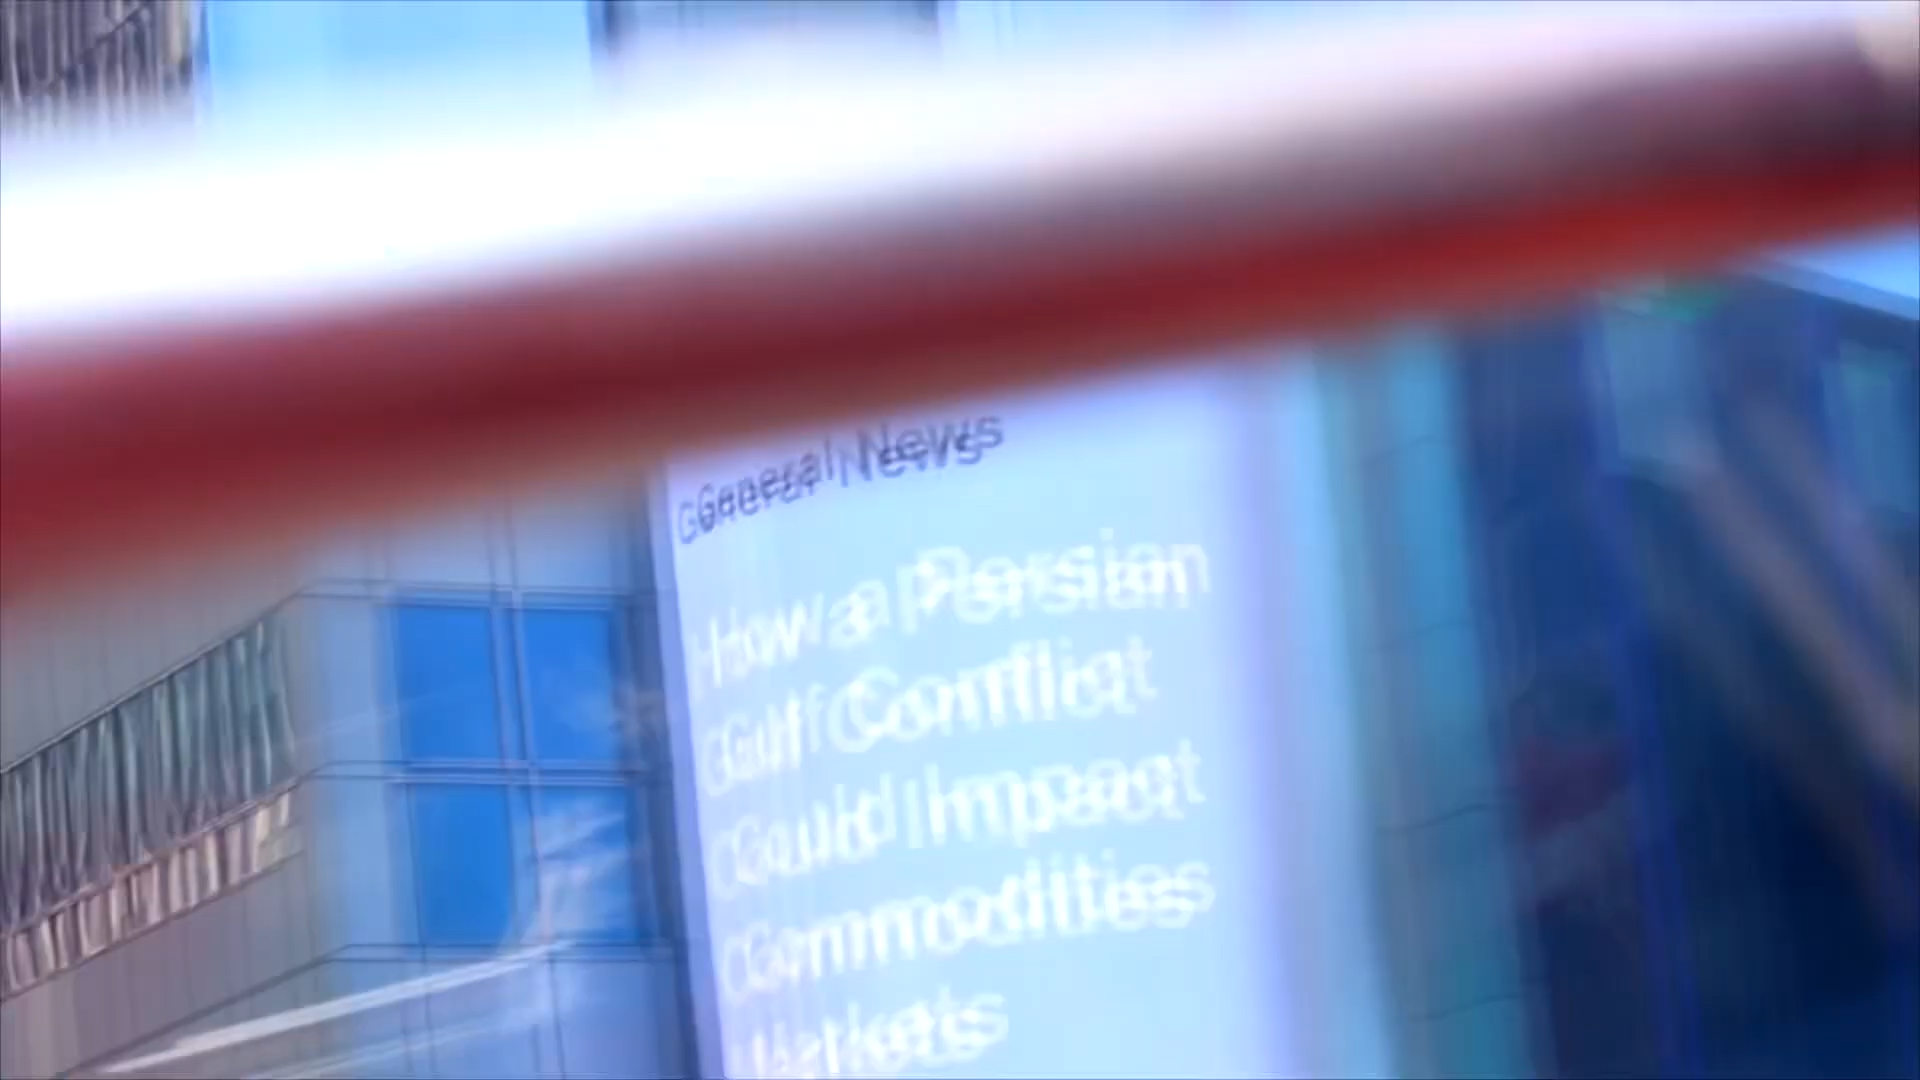 General News
How a Persian
Gulf Conflict
Could Impact
Commodities
Markets